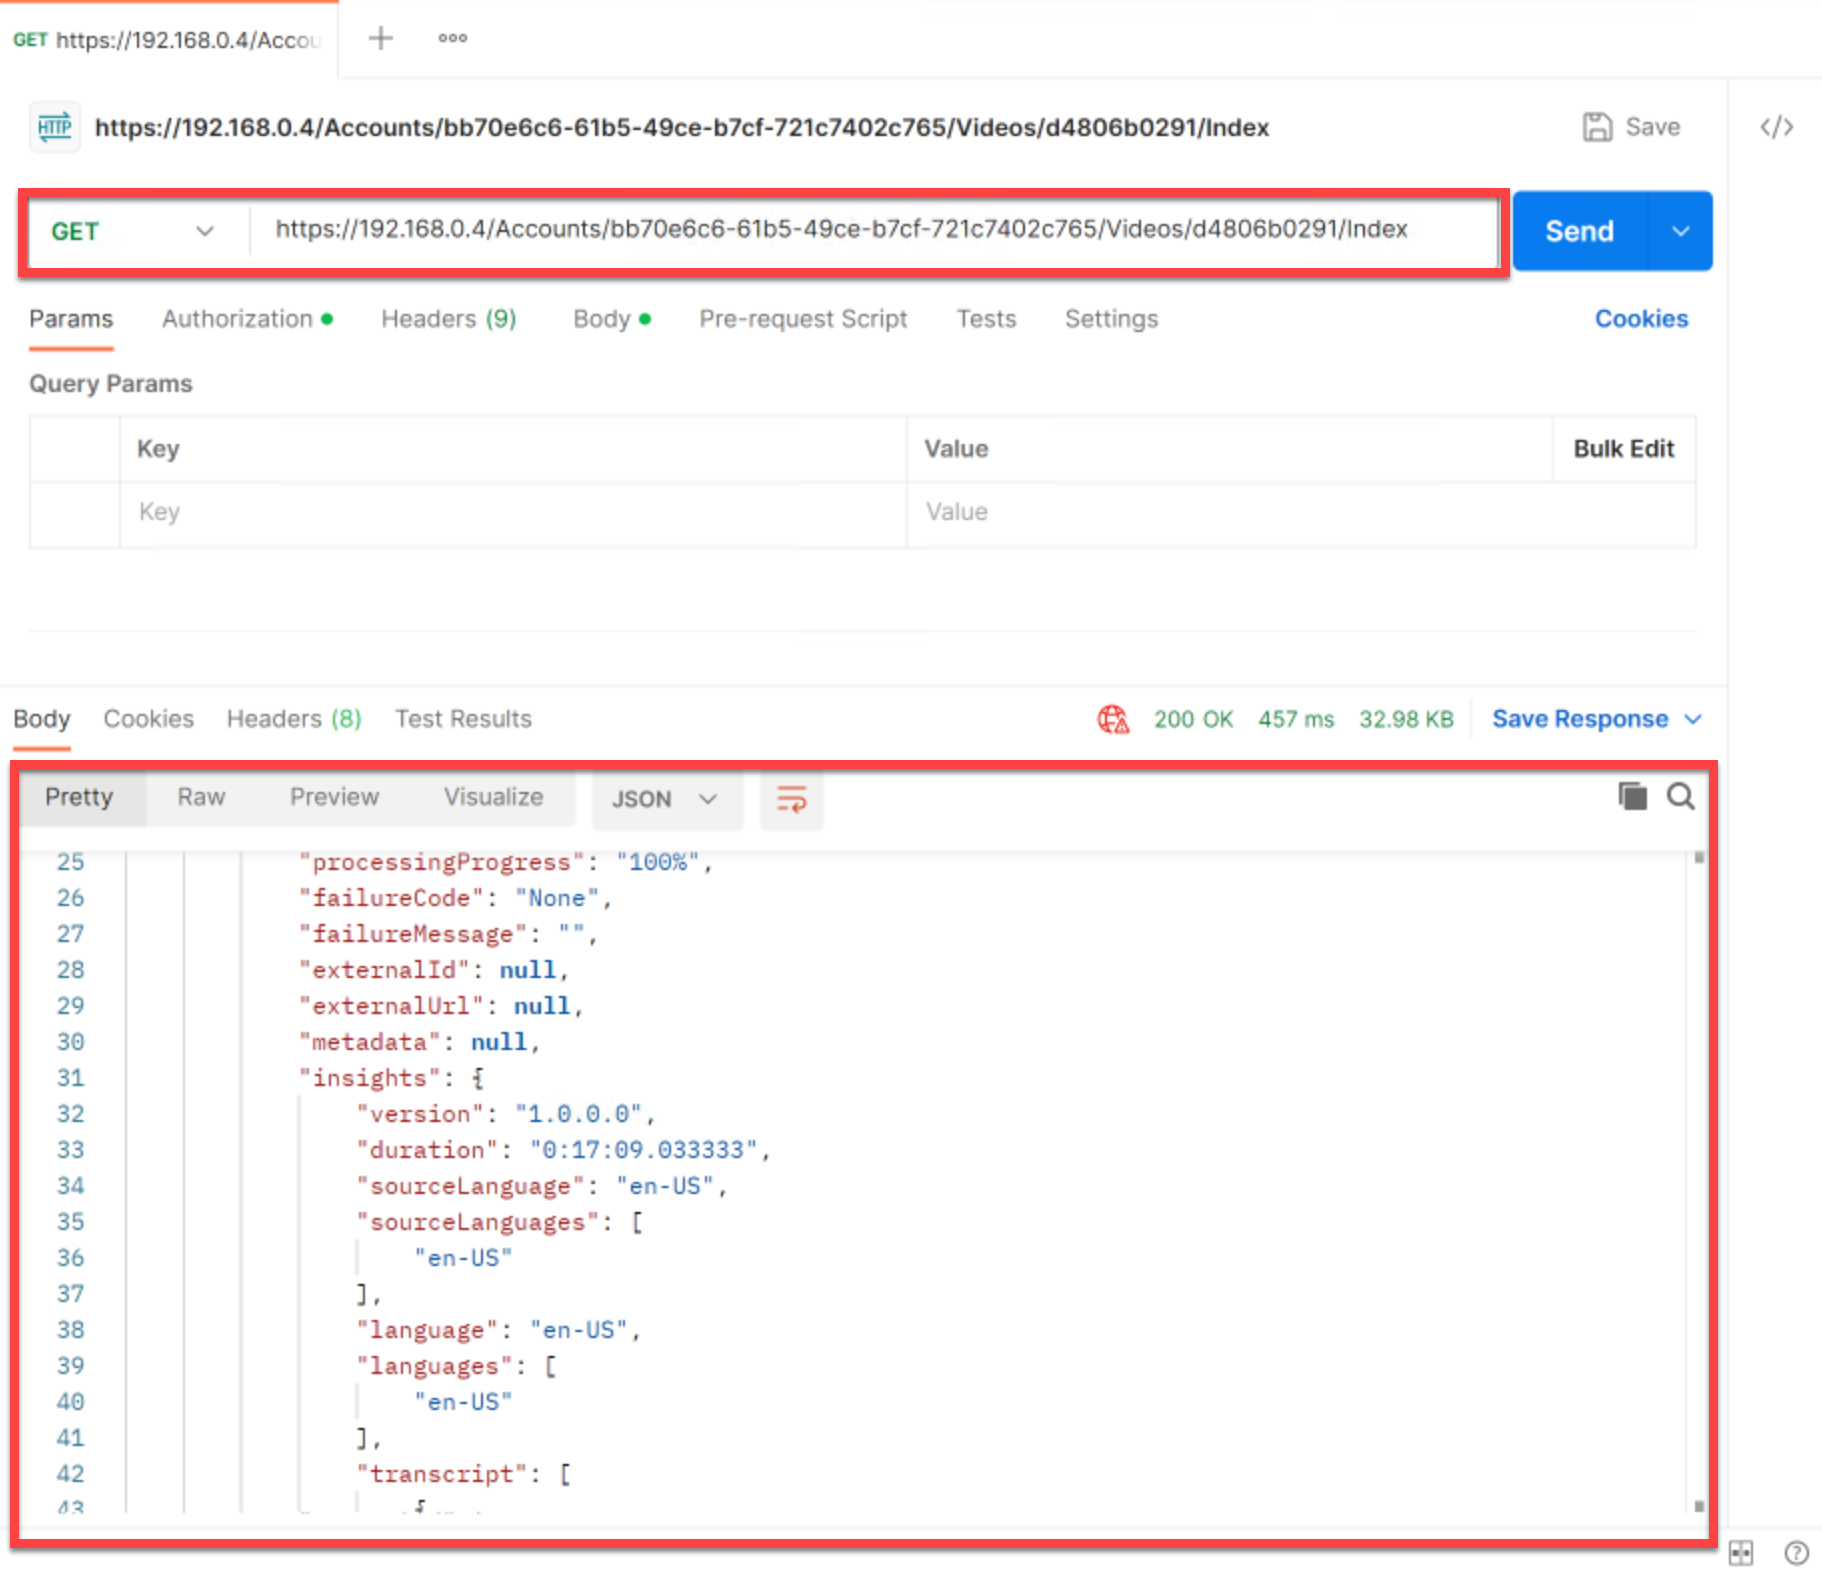 GET https://192.168.0.4/Accou
HTTP https://192.168.0.4/Accounts/bb70e6c6-61b5-49ce-b7cf-721c7402c765/Videos/d4806b0291/Index Save </>
GET https://192.168.0.4/Accounts/bb70e6c6-61b5-49ce-b7cf-721c7402c765/Videos/d4806b0291/Index Send
Params Authorization Headers (9) Body Pre-request Script Tests Settings Cookies
Query Params
Key Value Bulk Edit
Key Value
Body Cookies Headers (8) Test Results 200 OK 457 ms 32.98 KB Save Response
Pretty Raw Preview Visualize JSON
25 "processingProgress": "100%",
26 "failureCode": "None",
27 "failureMessage": "",
28 "externalId": null,
29 "externalUrl": null,
30 "metadata": null,
31 "insights": {
32 "version": "1.0.0.0",
33 "duration": "0:17:09.033333",
34 "sourceLanguage": "en-US",
35 "sourceLanguages": [
36 "en-US"
37 ],
38 "language": "en-US",
39 "languages": [
40 "en-US"
41 ],
42 "transcript": [
43 {